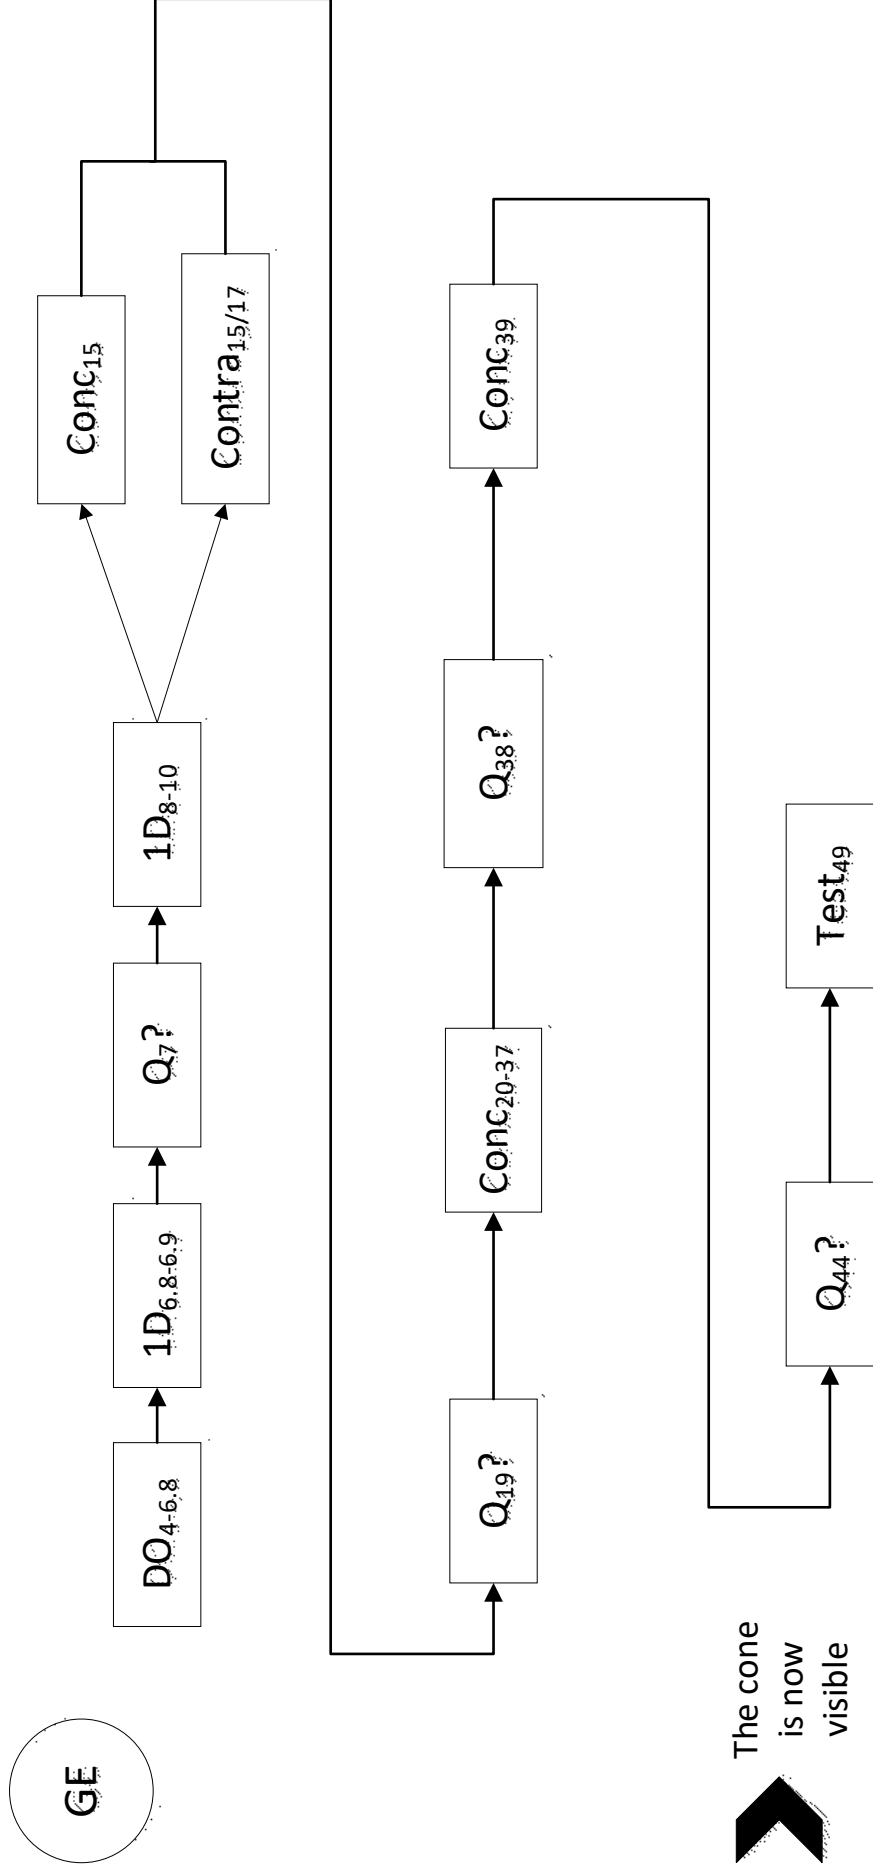 GE
DO4-6.8
1D6.8-6.9
Q7?
1D8-10
Conc15
Contra15/17
Q19?
Conc20-37
Q38?
Conc39
The cone
is now
visible
Q44?
Test49